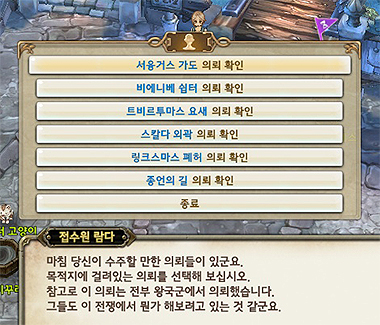 서용거스 가도 의뢰 확인
비에니베 쉼터 의뢰 확인
트비르투마스 요새 의뢰 확인
스칼다 외곽 의뢰 확인
링크스마스 폐허 의뢰 확인
종언의 길 의뢰 확인
종료
고양이
접수원 람다
마침 당신이 수주할 만한 의뢰들이 있군요.
목적지에 걸려있는 의뢰를 선택해 보십시오.
참고로 이 의뢰는 전부 왕국군에서 의뢰했습니다.
그들도 이 전쟁에서 뭔가 해보려고 있는 것 같군요.